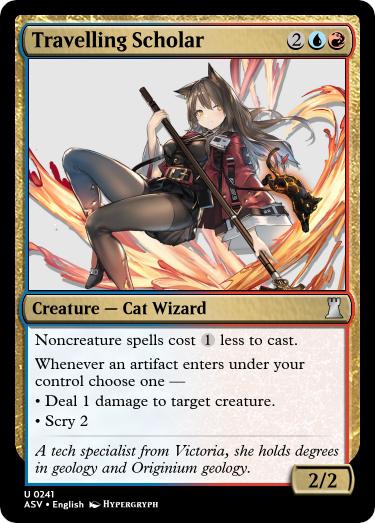 Travelling Scholar 2
Creature — Cat Wizard
Noncreature spells cost 1 less to cast.
Whenever an artifact enters under your
control choose one —
• Deal 1 damage to target creature.
• Scry 2
A tech specialist from Victoria, she holds degrees
in geology and Originium geology.
2/2
U 0241
ASV • English HYPERGRYPH